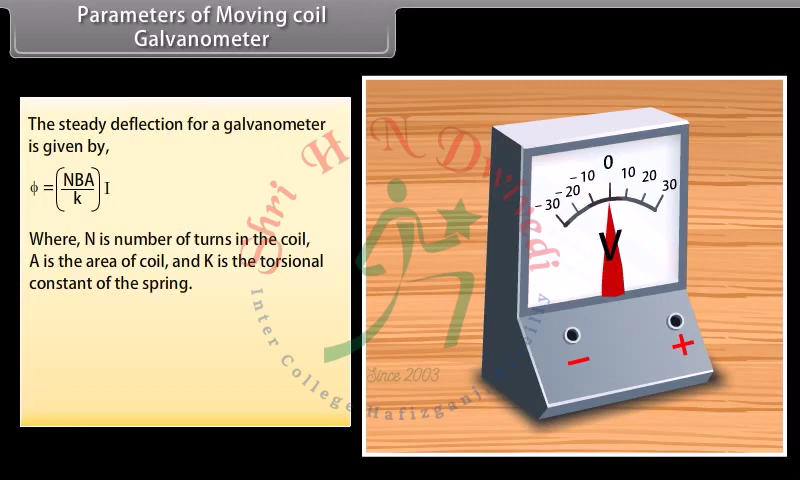 Parameters of Moving coil
Galvanometer
The steady deflection for a galvanometer
is given by,
ϕ = (NBA/k) I
Where, N is number of turns in the coil,
A is the area of coil, and K is the torsional
constant of the spring.
-30 -20 -10 0 10 20 30
V
− +
Shri H N Dwivedi
Inter College Hafizganj Bareilly
Since 2003